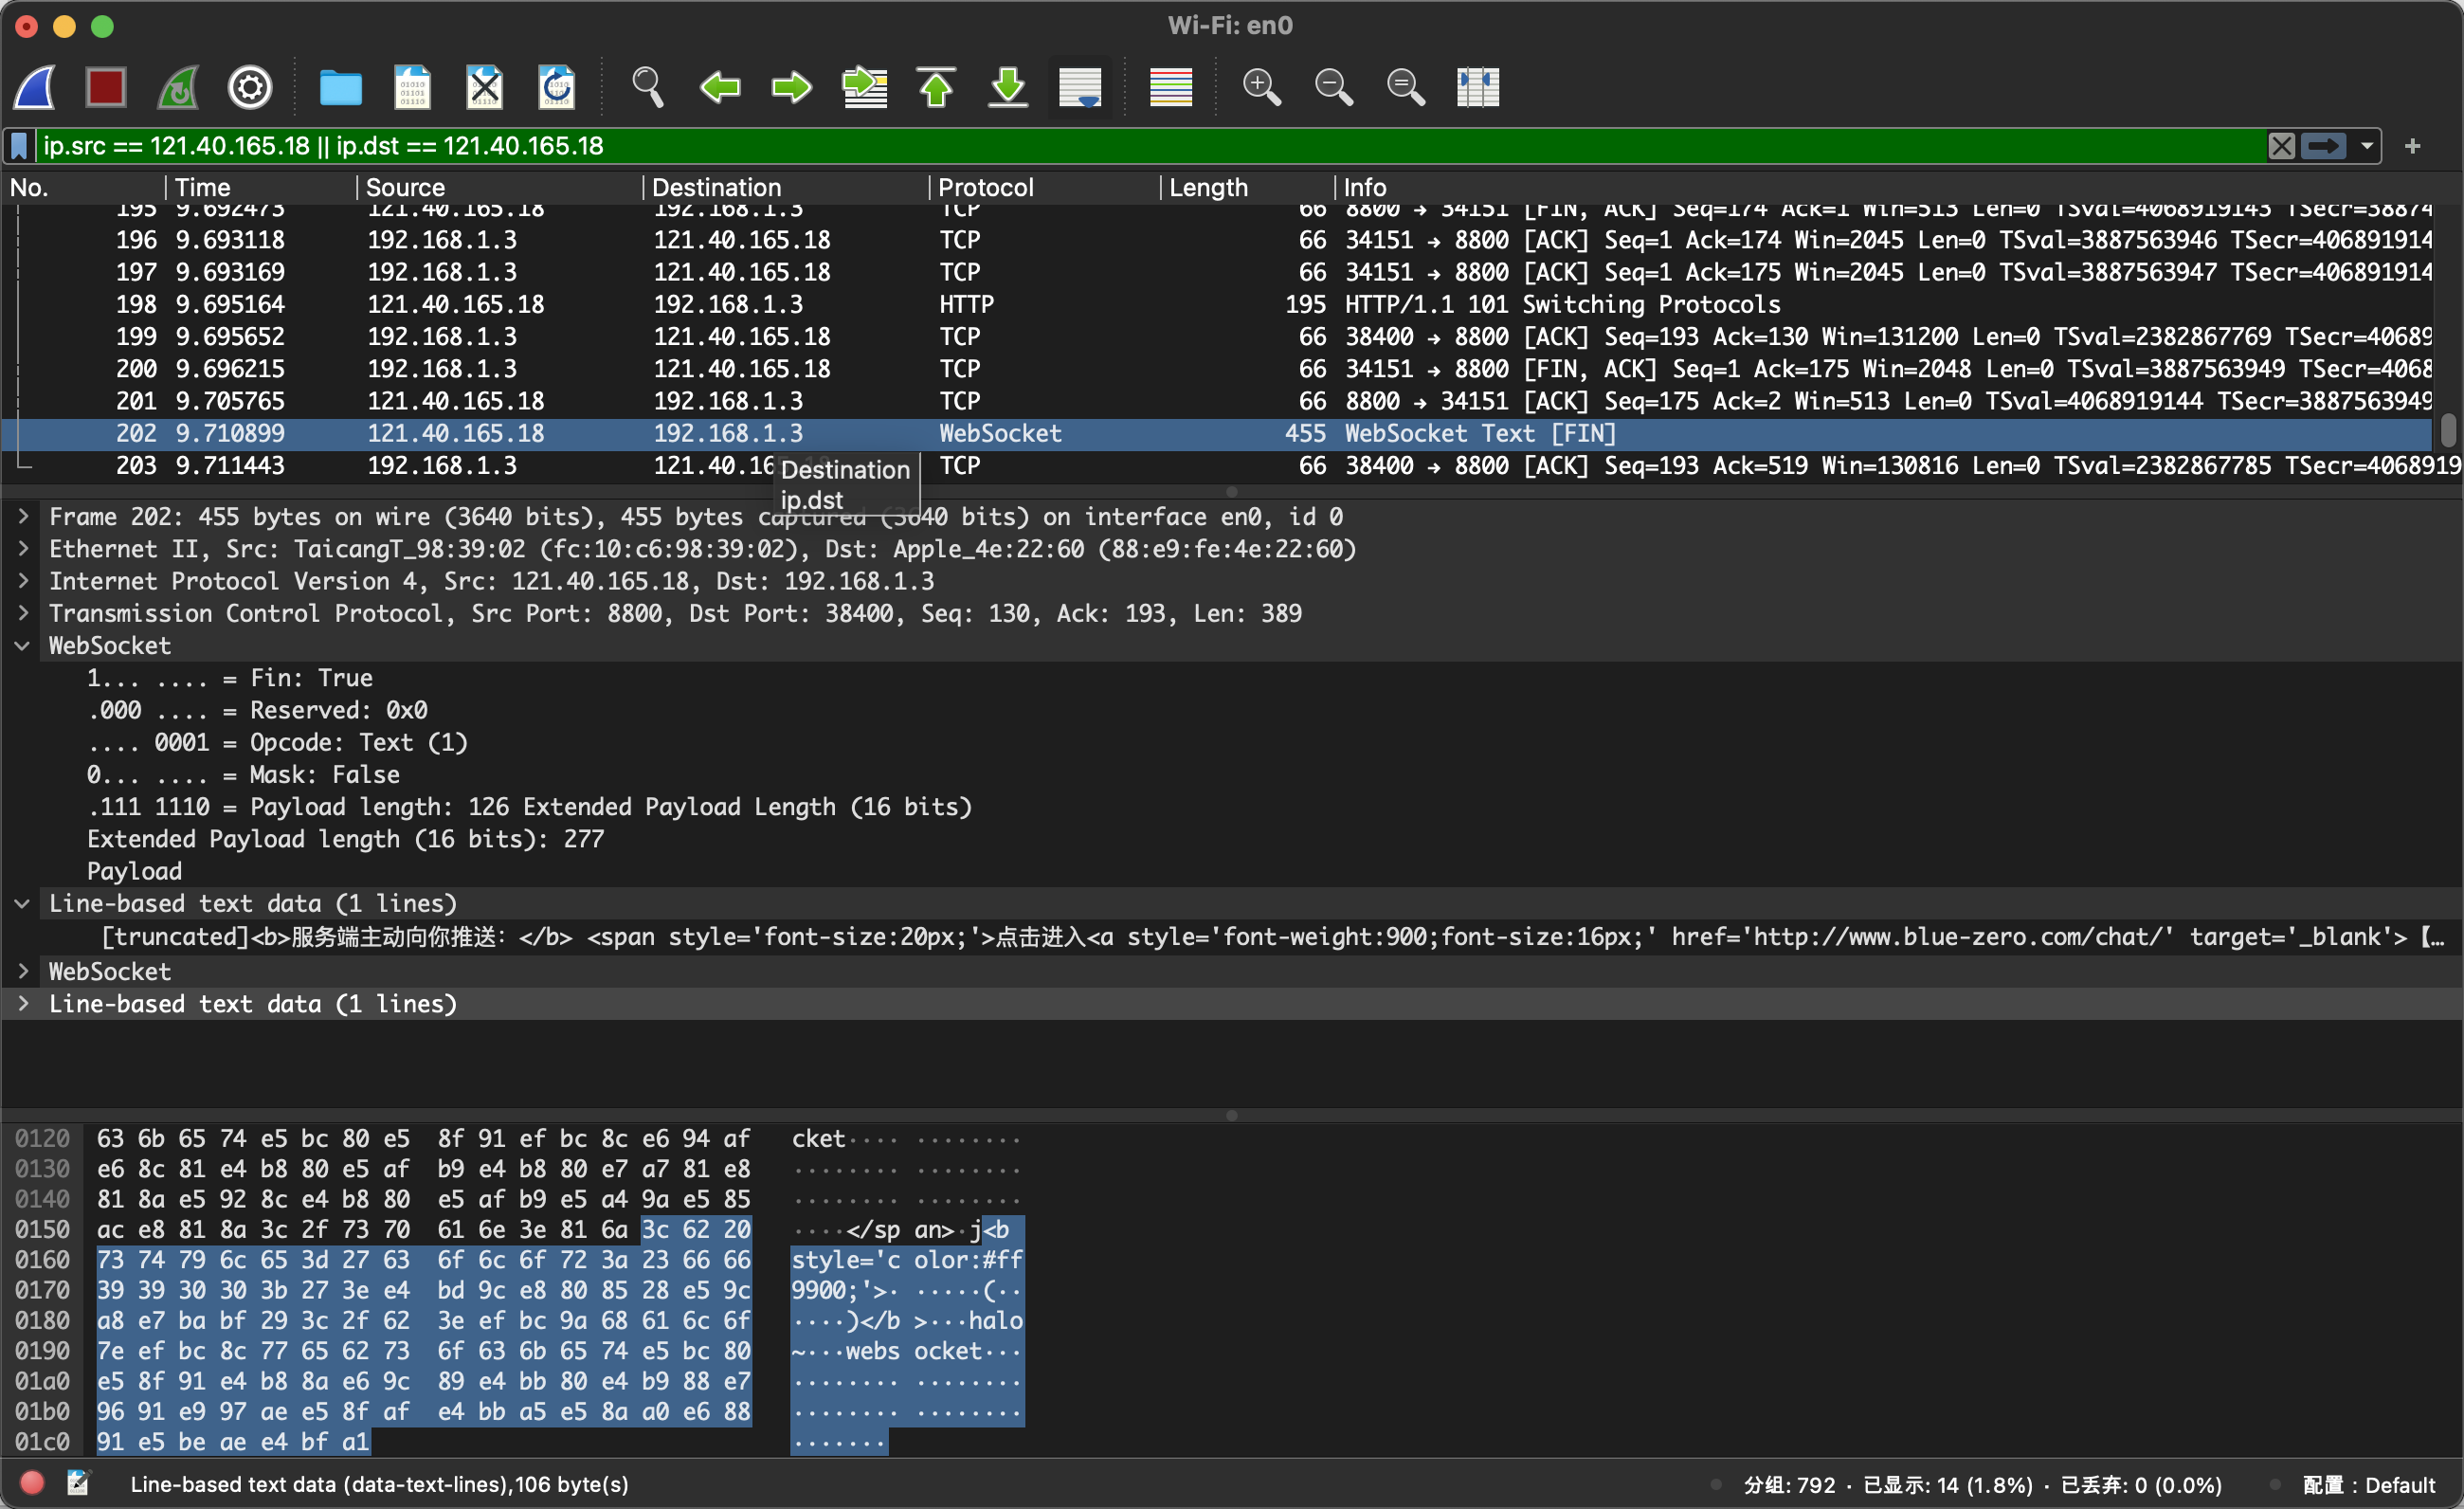 Wi-Fi: en0
ip.src == 121.40.165.18 || ip.dst == 121.40.165.18
No. Time Source Destination Protocol Length Info
195 9.692473 121.40.165.18 192.168.1.3 TCP 66 8800 → 34151 [FIN, ACK] Seq=174 Ack=1 Win=513 Len=0 TSval=4068919143 TSecr=38874
196 9.693118 192.168.1.3 121.40.165.18 TCP 66 34151 → 8800 [ACK] Seq=1 Ack=174 Win=2045 Len=0 TSval=3887563946 TSecr=406891914
197 9.693169 192.168.1.3 121.40.165.18 TCP 66 34151 → 8800 [ACK] Seq=1 Ack=175 Win=2045 Len=0 TSval=3887563947 TSecr=406891914
198 9.695164 121.40.165.18 192.168.1.3 HTTP 195 HTTP/1.1 101 Switching Protocols
199 9.695652 192.168.1.3 121.40.165.18 TCP 66 38400 → 8800 [ACK] Seq=193 Ack=130 Win=131200 Len=0 TSval=2382867769 TSecr=40689
200 9.696215 192.168.1.3 121.40.165.18 TCP 66 34151 → 8800 [FIN, ACK] Seq=1 Ack=175 Win=2048 Len=0 TSval=3887563949 TSecr=4068
201 9.705765 121.40.165.18 192.168.1.3 TCP 66 8800 → 34151 [ACK] Seq=175 Ack=2 Win=513 Len=0 TSval=4068919144 TSecr=3887563949
202 9.710899 121.40.165.18 192.168.1.3 WebSocket 455 WebSocket Text [FIN]
203 9.711443 192.168.1.3 121.40.165.18 TCP 66 38400 → 8800 [ACK] Seq=193 Ack=519 Win=130816 Len=0 TSval=2382867785 TSecr=4068919
Destination
ip.dst
Frame 202: 455 bytes on wire (3640 bits), 455 bytes captured (3640 bits) on interface en0, id 0
Ethernet II, Src: TaicangT_98:39:02 (fc:10:c6:98:39:02), Dst: Apple_4e:22:60 (88:e9:fe:4e:22:60)
Internet Protocol Version 4, Src: 121.40.165.18, Dst: 192.168.1.3
Transmission Control Protocol, Src Port: 8800, Dst Port: 38400, Seq: 130, Ack: 193, Len: 389
WebSocket
1... .... = Fin: True
.000 .... = Reserved: 0x0
.... 0001 = Opcode: Text (1)
0... .... = Mask: False
.111 1110 = Payload length: 126 Extended Payload Length (16 bits)
Extended Payload length (16 bits): 277
Payload
Line-based text data (1 lines)
[truncated]<b>服务端主动向你推送：</b> <span style='font-size:20px;'>点击进入<a style='font-weight:900;font-size:16px;' href='http://www.blue-zero.com/chat/' target='_blank'>【…
WebSocket
Line-based text data (1 lines)
0120 63 6b 65 74 e5 bc 80 e5 8f 91 ef bc 8c e6 94 af cket···· ········
0130 e6 8c 81 e4 b8 80 e5 af b9 e4 b8 80 e7 a7 81 e8 ········ ········
0140 81 8a e5 92 8c e4 b8 80 e5 af b9 e5 a4 9a e5 85 ········ ········
0150 ac e8 81 8a 3c 2f 73 70 61 6e 3e 81 6a 3c 62 20 ····</sp an>·j<b
0160 73 74 79 6c 65 3d 27 63 6f 6c 6f 72 3a 23 66 66 style='c olor:#ff
0170 39 39 30 30 3b 27 3e e4 bd 9c e8 80 85 28 e5 9c 9900;'>· ·····(··
0180 a8 e7 ba bf 29 3c 2f 62 3e ef bc 9a 68 61 6c 6f ····)</b >···halo
0190 7e ef bc 8c 77 65 62 73 6f 63 6b 65 74 e5 bc 80 ~···webs ocket···
01a0 e5 8f 91 e4 b8 8a e6 9c 89 e4 bb 80 e4 b9 88 e7 ········ ········
01b0 96 91 e9 97 ae e5 8f af e4 bb a5 e5 8a a0 e6 88 ········ ········
01c0 91 e5 be ae e4 bf a1 ·······
Line-based text data (data-text-lines),106 byte(s)
分组: 792 · 已显示: 14 (1.8%) · 已丢弃: 0 (0.0%)
配置：Default